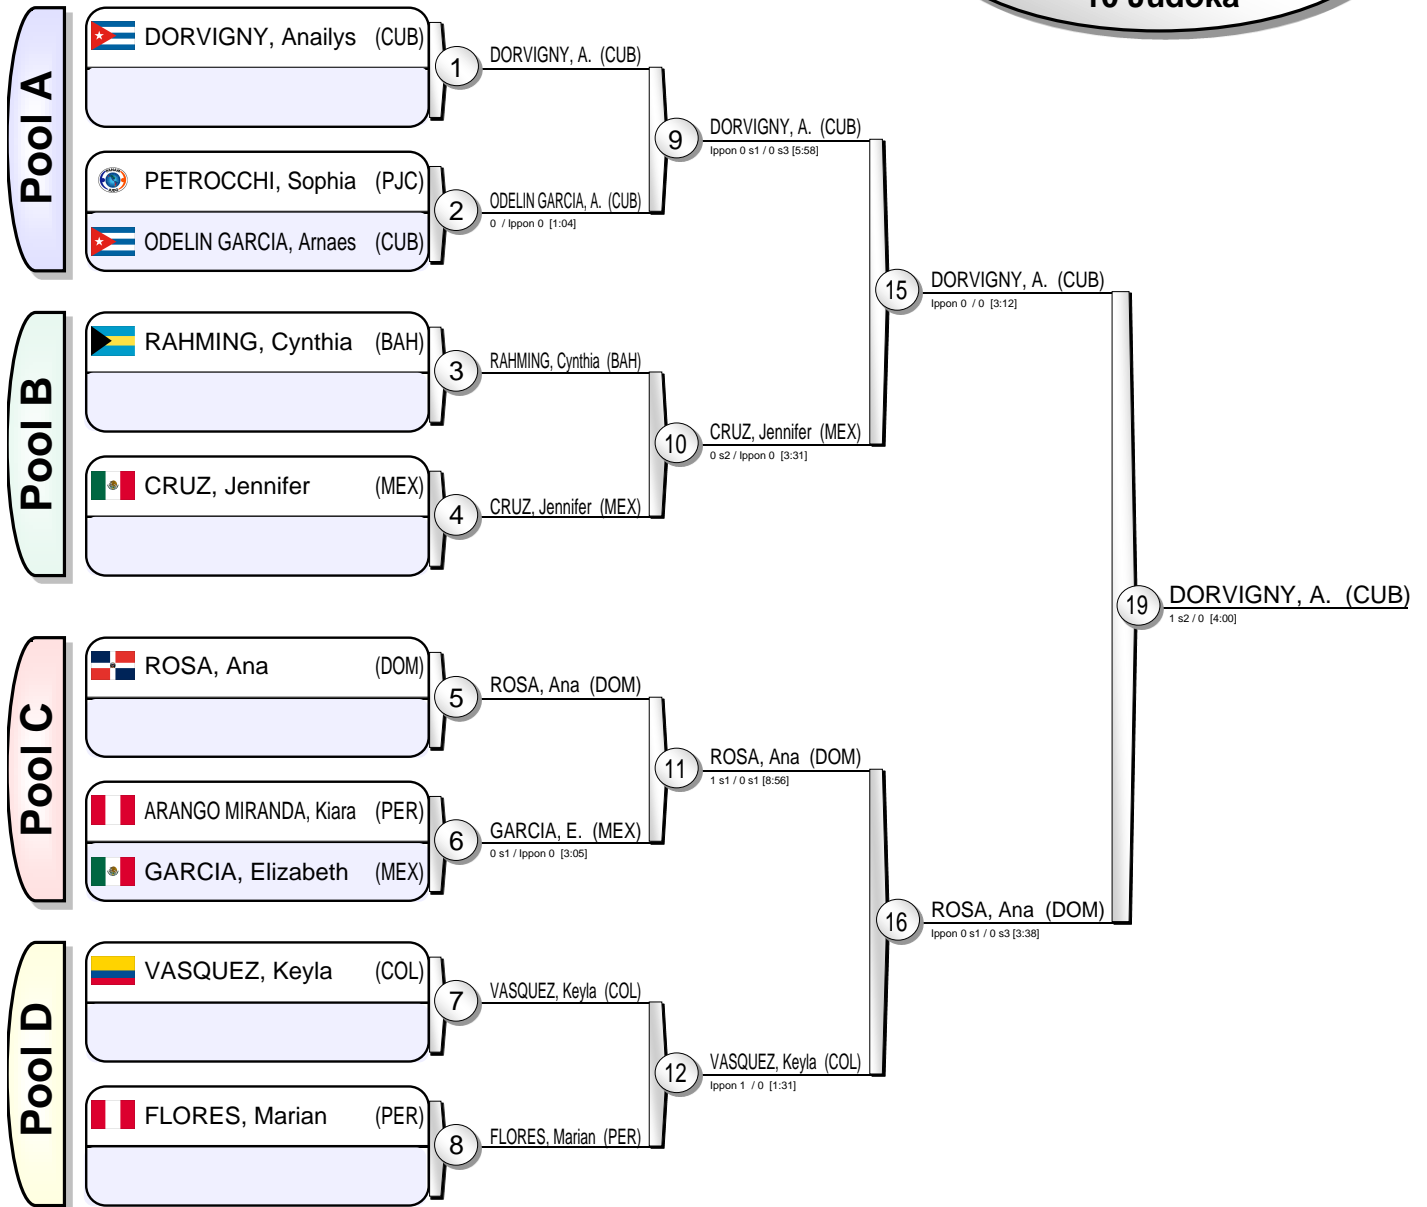 10 Judoka
Pool A
DORVIGNY, Anailys (CUB)
PETROCCHI, Sophia (PJC)
ODELIN GARCIA, Arnaes (CUB)
1
DORVIGNY, A. (CUB)
2
ODELIN GARCIA, A. (CUB)
0 / Ippon 0 [1:04]
9
DORVIGNY, A. (CUB)
Ippon 0 s1 / 0 s3 [5:58]
Pool B
RAHMING, Cynthia (BAH)
CRUZ, Jennifer (MEX)
3
RAHMING, Cynthia (BAH)
4
CRUZ, Jennifer (MEX)
10
CRUZ, Jennifer (MEX)
0 s2 / Ippon 0 [3:31]
15
DORVIGNY, A. (CUB)
Ippon 0 / 0 [3:12]
Pool C
ROSA, Ana (DOM)
ARANGO MIRANDA, Kiara (PER)
GARCIA, Elizabeth (MEX)
5
ROSA, Ana (DOM)
6
GARCIA, E. (MEX)
0 s1 / Ippon 0 [3:05]
11
ROSA, Ana (DOM)
1 s1 / 0 s1 [8:56]
Pool D
VASQUEZ, Keyla (COL)
FLORES, Marian (PER)
7
VASQUEZ, Keyla (COL)
8
FLORES, Marian (PER)
12
VASQUEZ, Keyla (COL)
Ippon 1 / 0 [1:31]
16
ROSA, Ana (DOM)
Ippon 0 s1 / 0 s3 [3:38]
19
DORVIGNY, A. (CUB)
1 s2 / 0 [4:00]